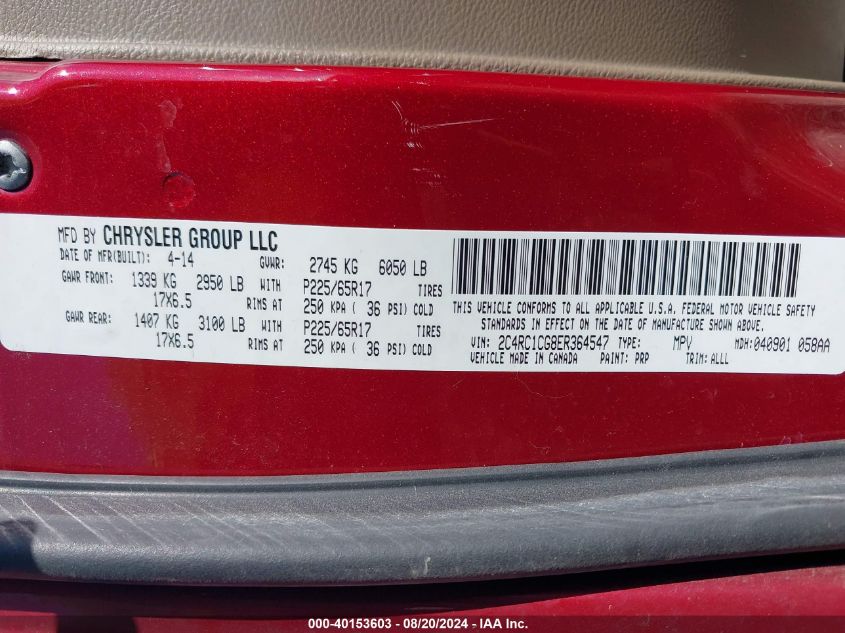 MFD BY CHRYSLER GROUP LLC
DATE OF MFR(BUILT): 4-14 GVWR: 2745 KG 6050 LB
GAWR FRONT: 1339 KG 2950 LB WITH P225/65R17 TIRES
17X6.5 RIMS AT 250 KPA ( 36 PSI) COLD
GAWR REAR: 1407 KG 3100 LB WITH P225/65R17 TIRES
17X6.5 RIMS AT 250 KPA ( 36 PSI) COLD
THIS VEHICLE CONFORMS TO ALL APPLICABLE U.S.A. FEDERAL MOTOR VEHICLE SAFETY
STANDARDS IN EFFECT ON THE DATE OF MANUFACTURE SHOWN ABOVE.
VIN: 2C4RC1CG8ER364547 TYPE: MPV MDH:040901 058AA
VEHICLE MADE IN CANADA PAINT: PRP TRIM: ALLL
000-40153603 - 08/20/2024 - IAA Inc.